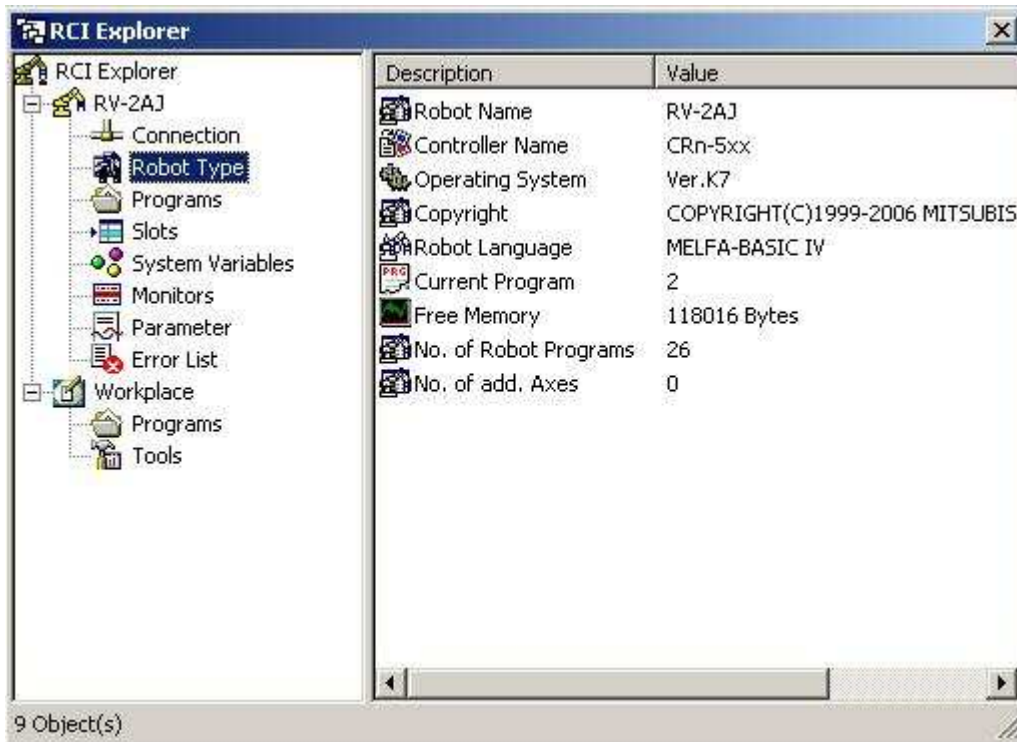 RCI Explorer
RCI Explorer
RV-2AJ
Connection
Robot Type
Programs
Slots
System Variables
Monitors
Parameter
Error List
Workplace
Programs
Tools
Description Value
Robot Name RV-2AJ
Controller Name CRn-5xx
Operating System Ver.K7
Copyright COPYRIGHT(C)1999-2006 MITSUBIS
Robot Language MELFA-BASIC IV
PRG
Current Program 2
Free Memory 118016 Bytes
No. of Robot Programs 26
No. of add. Axes 0
9 Object(s)